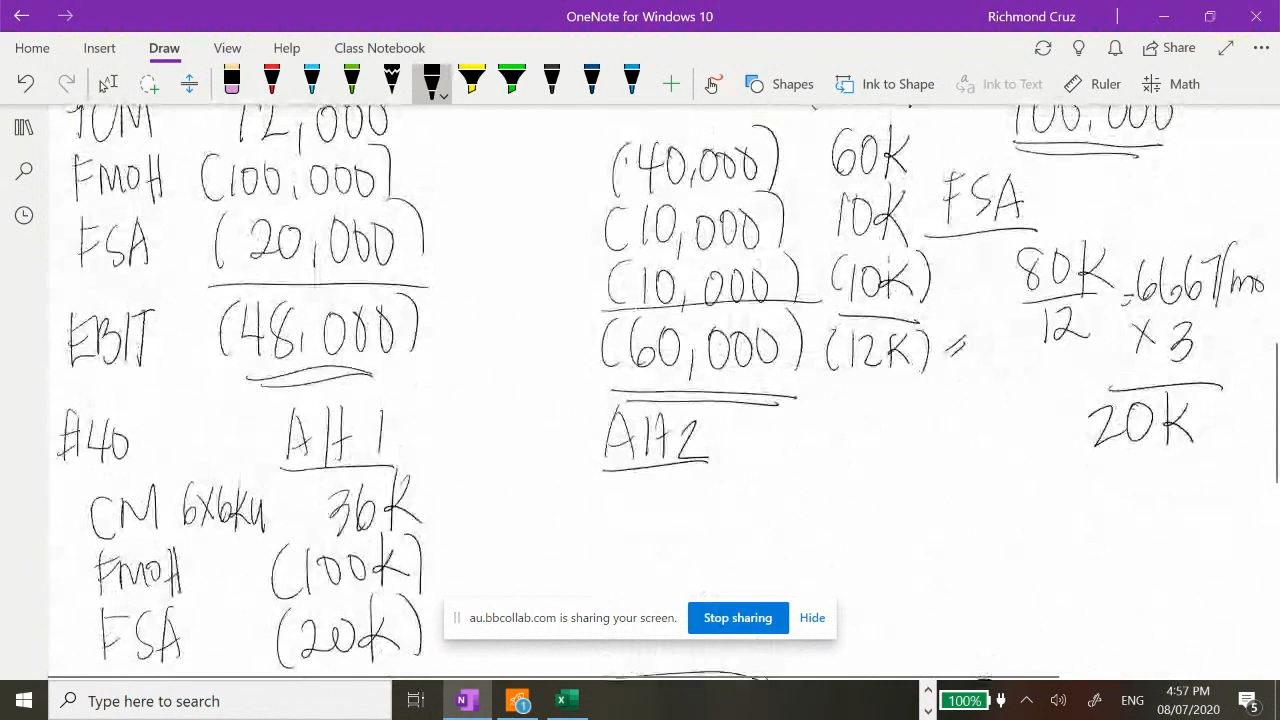 OneNote for Windows 10
Richmond Cruz
Home Insert Draw View Help Class Notebook Share
Shapes Ink to Shape Ink to Text Ruler Math
TCM 72,000 100,000
FMOH (100,000) (40,000) 60K
FSA (20,000) (10,000) 10K FSA
(10,000) (10K) 80K = 6667/mo
12 x 3
EBIT (48,000) (60,000) (12K) =
#40 Alt 1 Alt 2 20K
CM 6x6Ku 36K
FMOH (100K)
FSA (20K)
au.bbcollab.com is sharing your screen. Stop sharing Hide
Type here to search
100% ENG 4:57 PM
08/07/2020 5
1